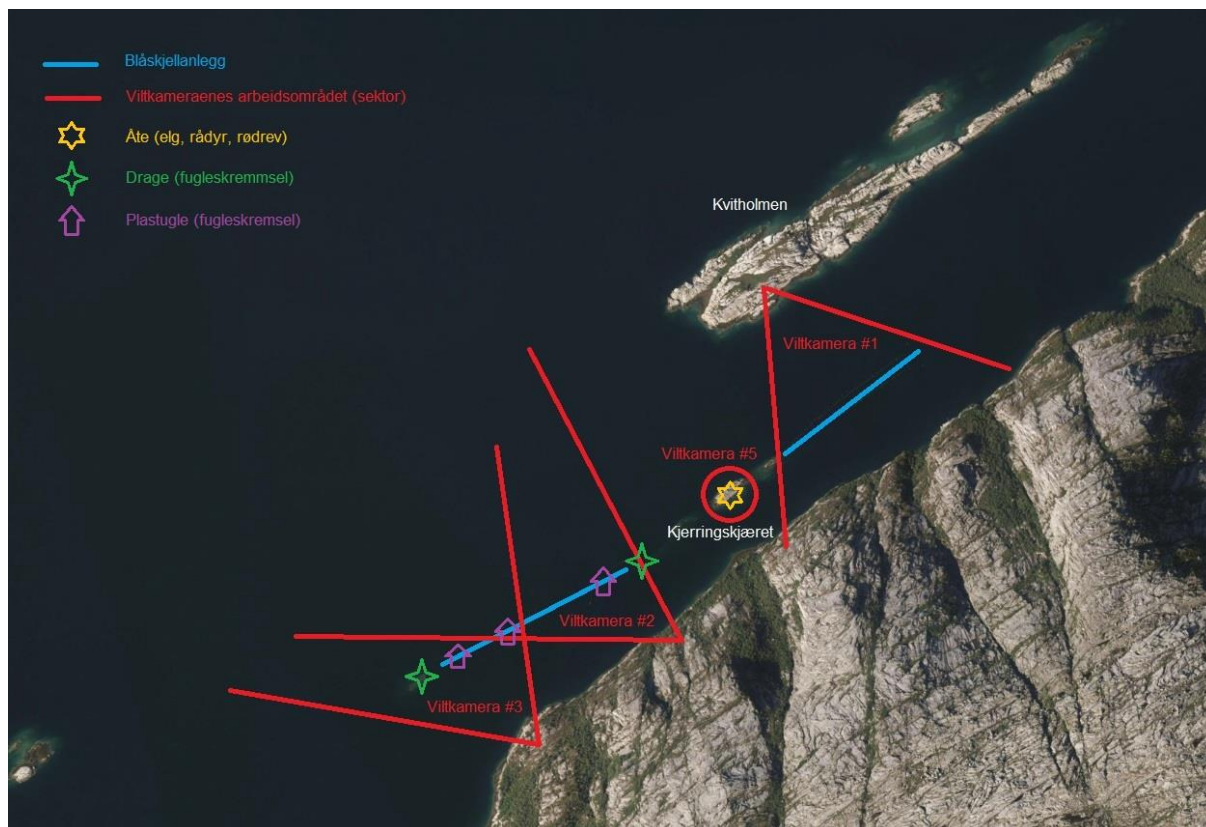 Blåskjellanlegg
Viltkameraenes arbeidsområdet (sektor)
Åte (elg, rådyr, rødrev)
Drage (fugleskremmsel)
Plastugle (fugleskremsel)
Kvitholmen
Viltkamera #1
Viltkamera #5
Kjerringskjæret
Viltkamera #2
Viltkamera #3